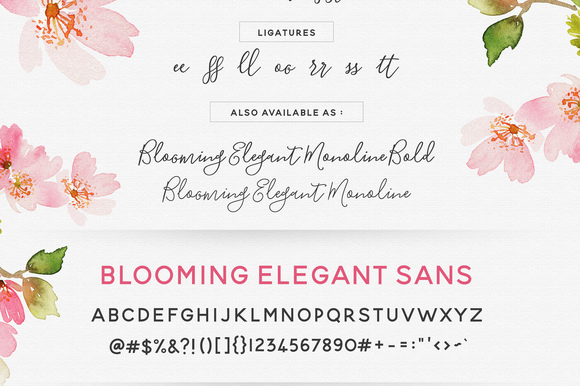 LIGATURES
ee ff ll oo rr ss tt
ALSO AVAILABLE AS :
Blooming Elegant Monoline Bold
Blooming Elegant Monoline
BLOOMING ELEGANT SANS
ABCDEFGHIJKLMNOPQRSTUVWXYZ
@#$%&?!()[]{}1234567890#+-=:"'<>~`